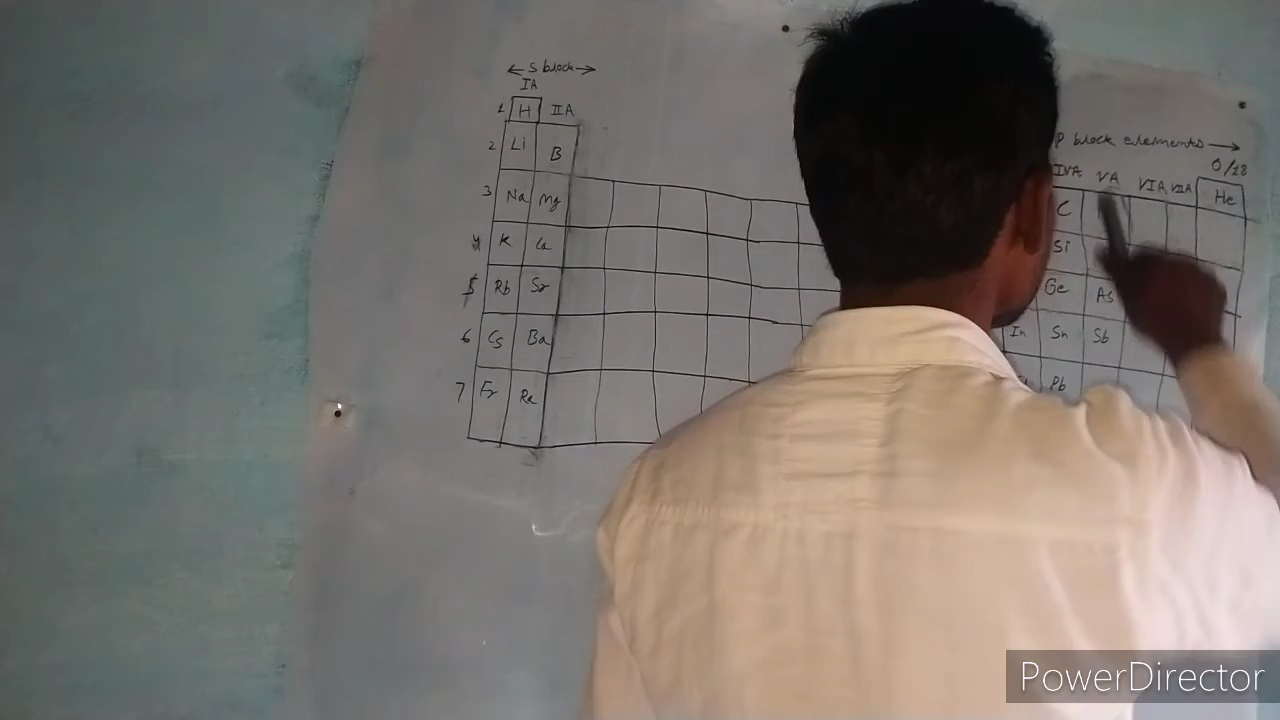 ← S block →
IA
1 H IIA
2 Li B
3 Na Mg
4 K Ca
5 Rb Sr
6 Cs Ba
7 Fr Ra
P block elements →
0/18
IVA VA VIA VIIA He
C
Si
Ge As
In Sn Sb
Pb
PowerDirector